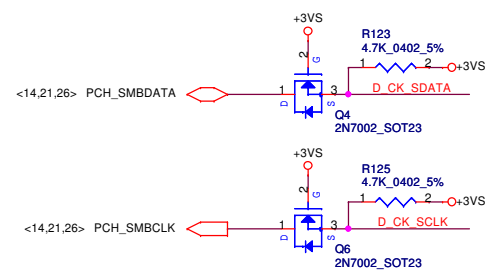 +3VS
R123
4.7K_0402_5%
2
G
1
2
+3VS
<14,21,26> PCH_SMBDATA
1
3
D_CK_SDATA
D
S
Q4
2N7002_SOT23
+3VS
R125
4.7K_0402_5%
2
G
1
2
+3VS
<14,21,26> PCH_SMBCLK
1
3
D_CK_SCLK
D
S
Q6
2N7002_SOT23